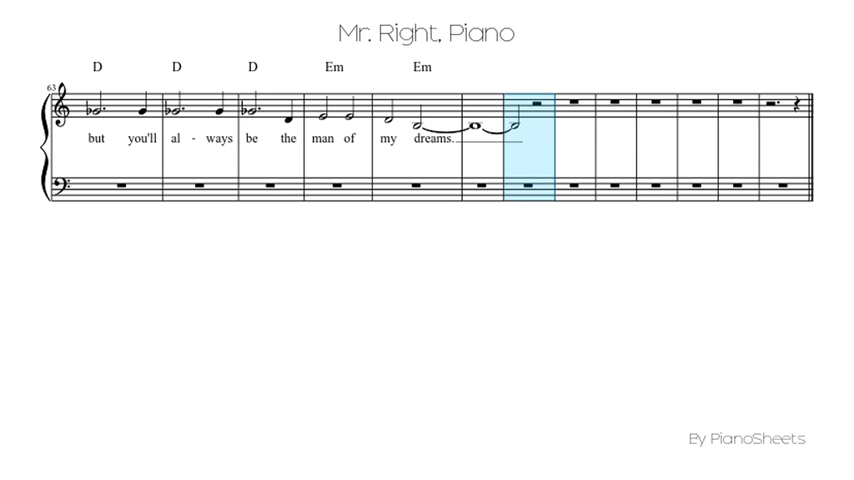 Mr. Right, Piano
D D D Em Em
63
but you'll al - ways be the man of my dreams.
By PianoSheets